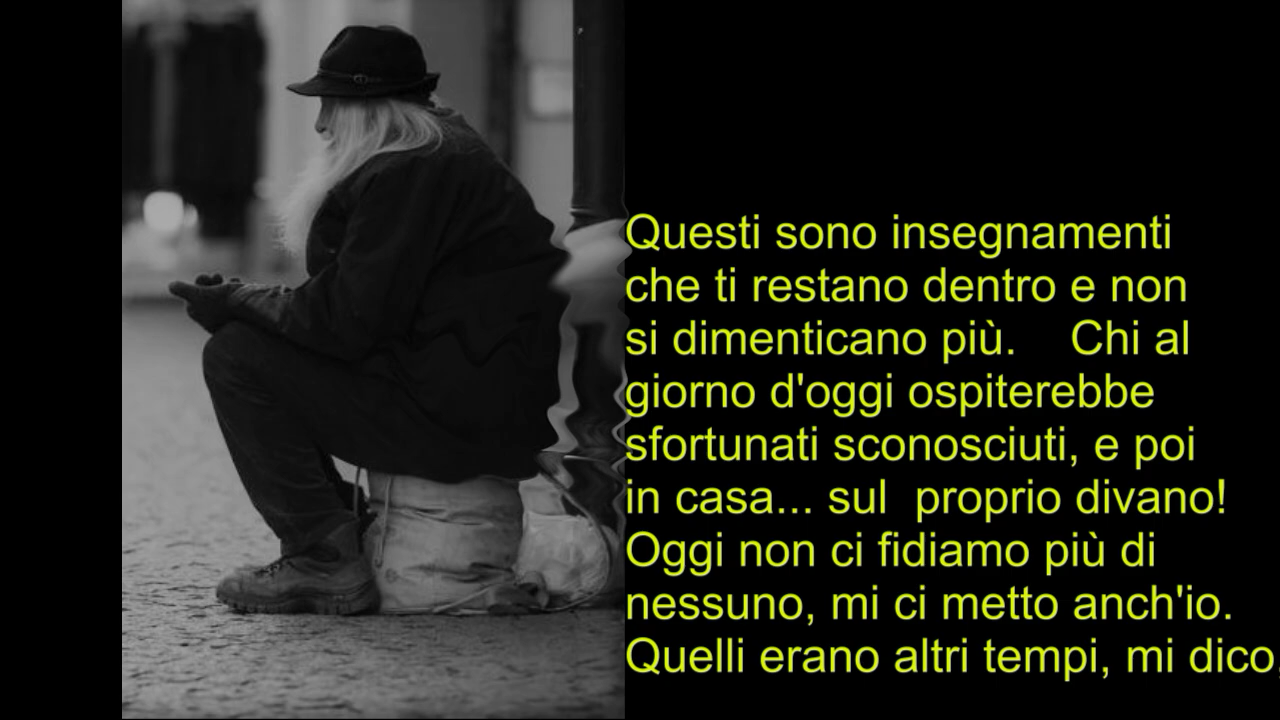 Questi sono insegnamenti
che ti restano dentro e non
si dimenticano più.    Chi al
giorno d'oggi ospiterebbe
sfortunati sconosciuti, e poi
in casa... sul  proprio divano!
Oggi non ci fidiamo più di
nessuno, mi ci metto anch'io.
Quelli erano altri tempi, mi dico,